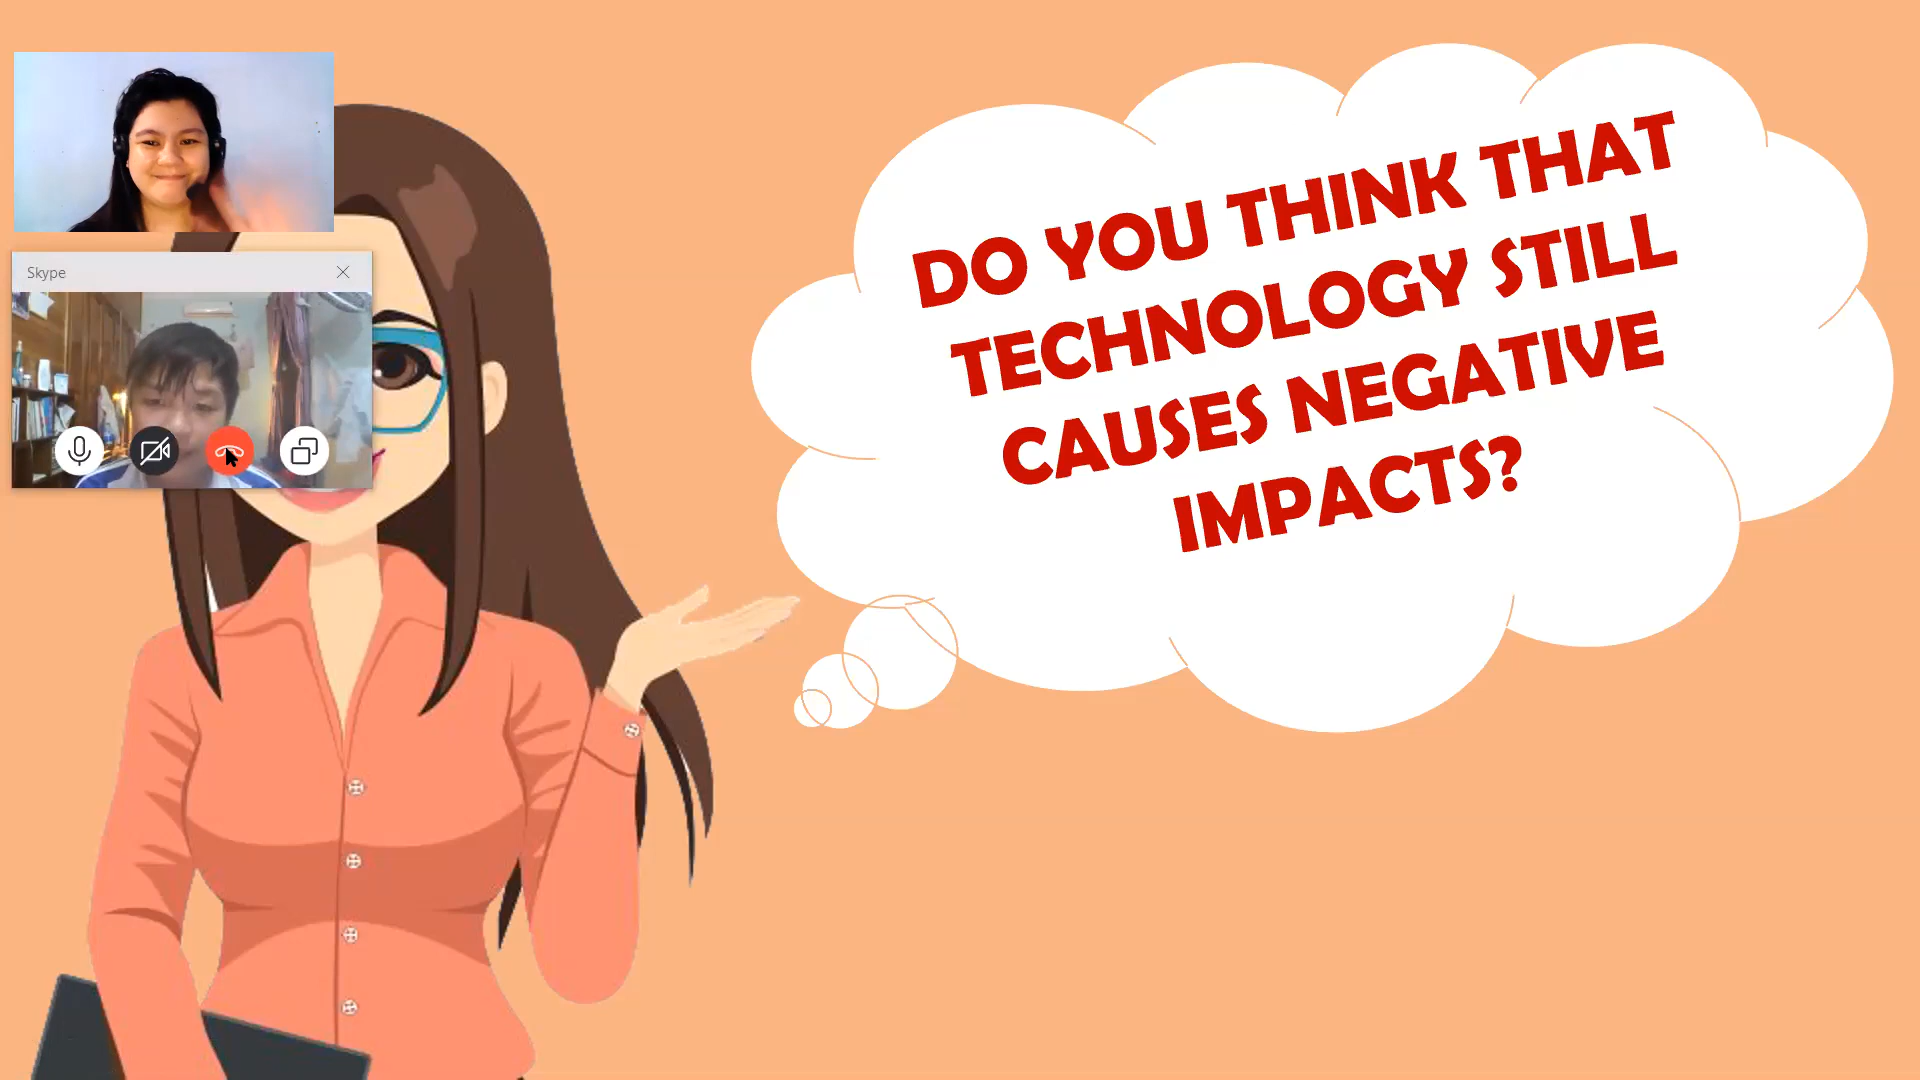 Skype
DO YOU THINK THAT
TECHNOLOGY STILL
CAUSES NEGATIVE
IMPACTS?